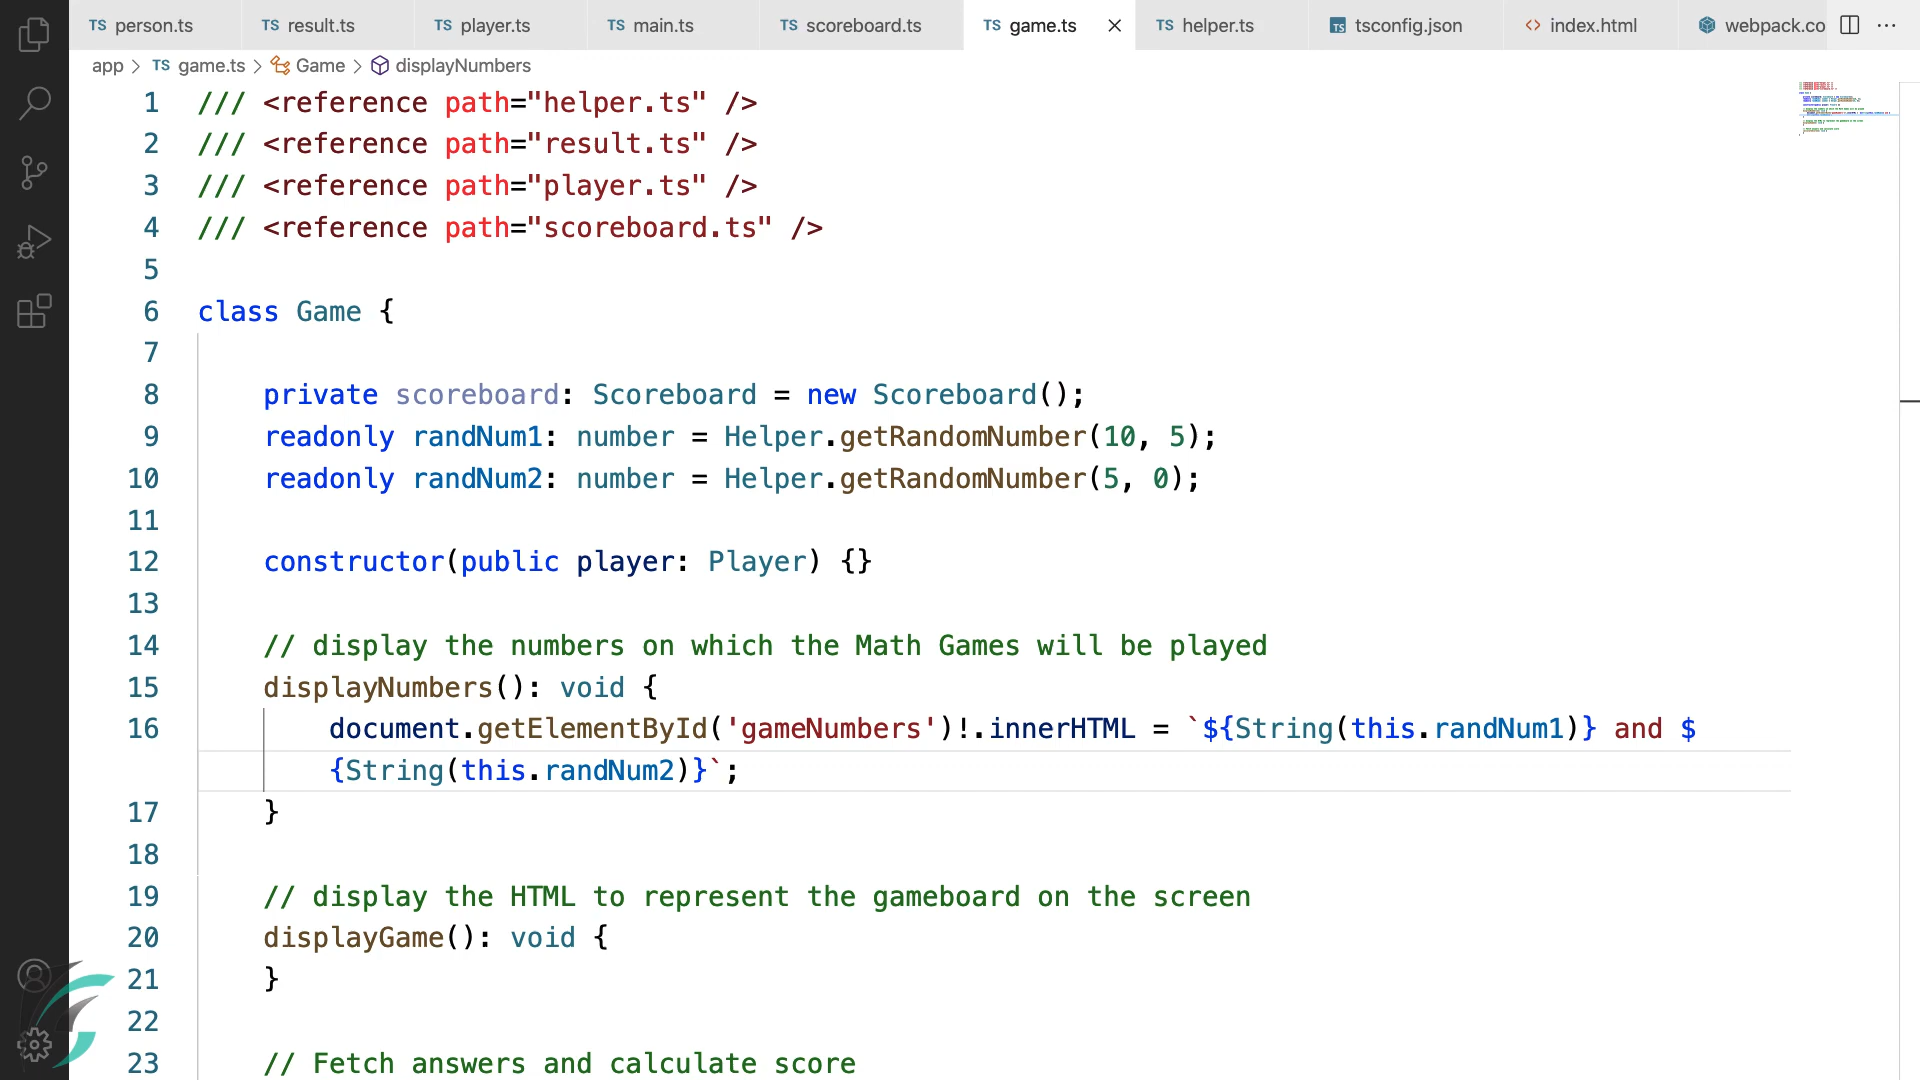 TS person.ts TS result.ts TS player.ts TS main.ts TS scoreboard.ts TS game.ts TS helper.ts TS tsconfig.json <> index.html webpack.co
app > TS game.ts > Game > displayNumbers
1 /// <reference path="helper.ts" />
2 /// <reference path="result.ts" />
3 /// <reference path="player.ts" />
4 /// <reference path="scoreboard.ts" />
5
6 class Game {
7
8 private scoreboard: Scoreboard = new Scoreboard();
9 readonly randNum1: number = Helper.getRandomNumber(10, 5);
10 readonly randNum2: number = Helper.getRandomNumber(5, 0);
11
12 constructor(public player: Player) {}
13
14 // display the numbers on which the Math Games will be played
15 displayNumbers(): void {
16 document.getElementById('gameNumbers')!.innerHTML = `${String(this.randNum1)} and $
{String(this.randNum2)}`;
17 }
18
19 // display the HTML to represent the gameboard on the screen
20 displayGame(): void {
21 }
22
23 // Fetch answers and calculate score